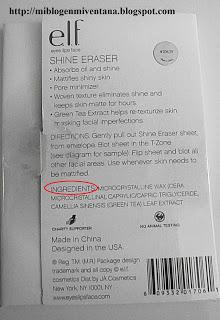 http://miblogenmiventana.blogspot.com
e.l.f.
eyes lips face
SHINE ERASER
• Absorbs oil and shine
• Mattifies shiny skin
• Pore minimizer
• Woven texture eliminates shine and
keeps skin matte for hours
• Green Tea Extract helps re-texturize skin
masking facial imperfections
DIRECTIONS: Gently pull our Shine Eraser sheet,
from envelope. Blot sheet in the T-Zone
(see diagram for sample). Flip sheet and blot all
other facial areas. Use whenever skin needs to
be mattified.
INGREDIENTS: MICROCRYSTALLINE WAX (CERA
MICROCRISTALLINA), CAPRYLIC/CAPRIC TRIGLYCERIDE,
CAMELLIA SINENSIS (GREEN TEA) LEAF EXTRACT
CHARITY SUPPORTER
NO ANIMAL TESTING
Made in China
Designed in the USA
® Reg TM. (M.R.) Package design
trademark and all copy © e.l.f.
cosmetics Dist by JA Cosmetics
New York, NY 10001
www.eyeslipsface.com